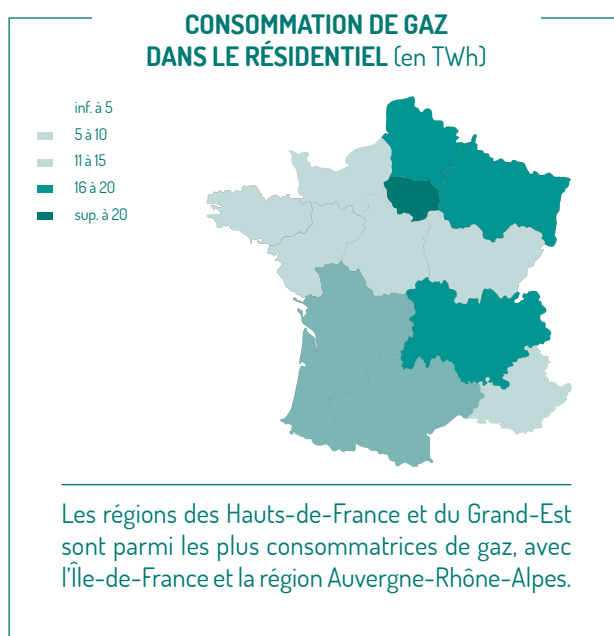 CONSOMMATION DE GAZ
DANS LE RÉSIDENTIEL (en TWh)
inf. à 5
5 à 10
11 à 15
16 à 20
sup. à 20
Les régions des Hauts-de-France et du Grand-Est
sont parmi les plus consommatrices de gaz, avec
l'Île-de-France et la région Auvergne-Rhône-Alpes.